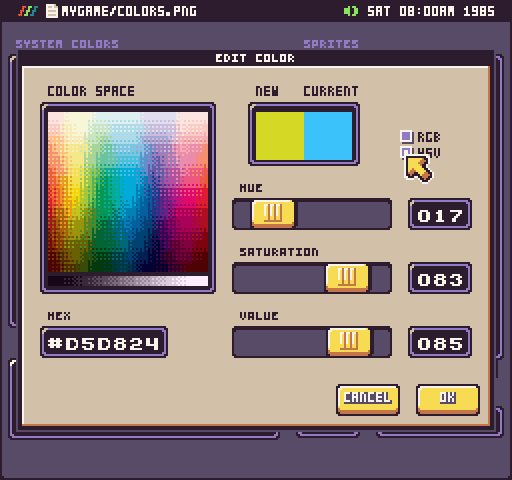 MYGAME/COLORS.PNG SAT 08:00AM 1985
SYSTEM COLORS SPRITES
EDIT COLOR
COLOR SPACE NEW CURRENT
RGB
HSV
HUE
017
SATURATION
083
HEX VALUE
#D5D824 085
CANCEL OK